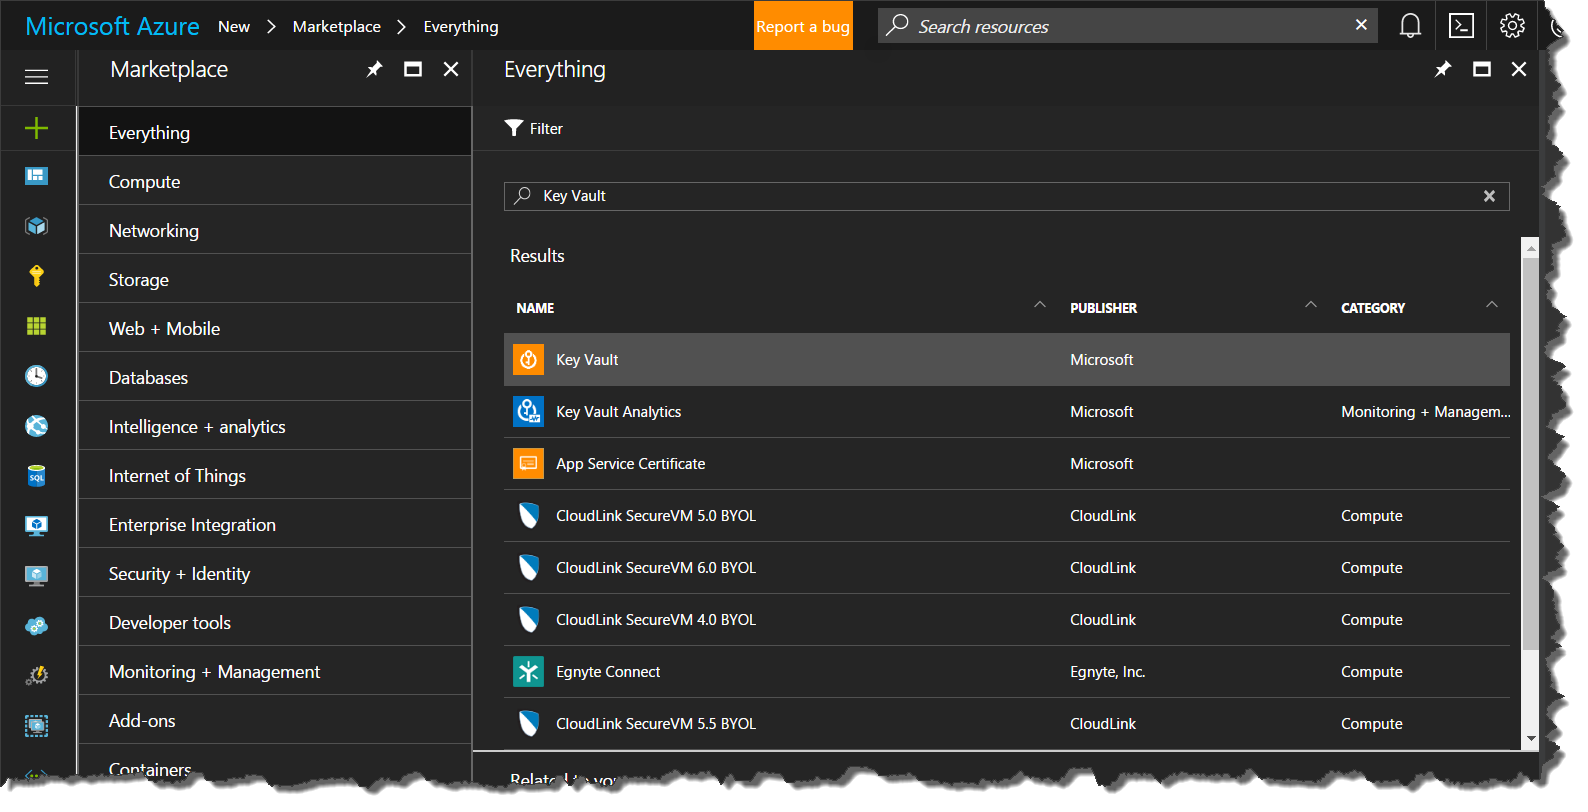 Microsoft Azure New > Marketplace > Everything Report a bug Search resources
Marketplace
Everything
Compute
Networking
Storage
Web + Mobile
Databases
Intelligence + analytics
Internet of Things
Enterprise Integration
Security + Identity
Developer tools
Monitoring + Management
Add-ons
Containers
SQL
Everything
Filter
Key Vault
Results
NAME PUBLISHER CATEGORY
Key Vault Microsoft
Key Vault Analytics Microsoft Monitoring + Managem...
App Service Certificate Microsoft
CloudLink SecureVM 5.0 BYOL CloudLink Compute
CloudLink SecureVM 6.0 BYOL CloudLink Compute
CloudLink SecureVM 4.0 BYOL CloudLink Compute
Egnyte Connect Egnyte, Inc. Compute
CloudLink SecureVM 5.5 BYOL CloudLink Compute
Related to you